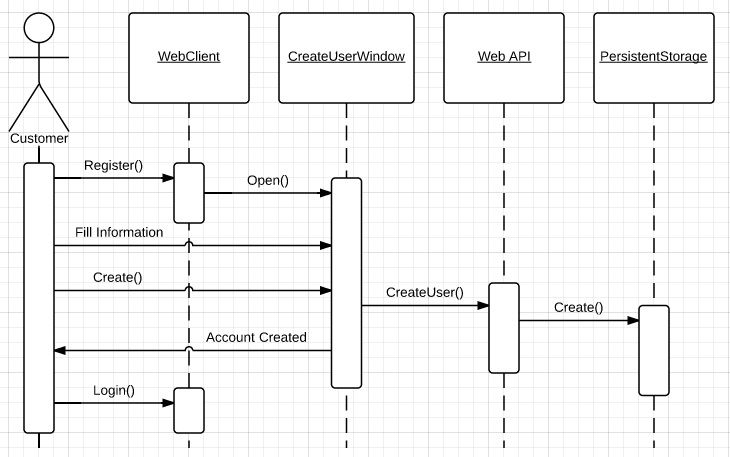 WebClient
CreateUserWindow
Web API
PersistentStorage
Customer
Register()
Open()
Fill Information
Create()
CreateUser()
Create()
Account Created
Login()